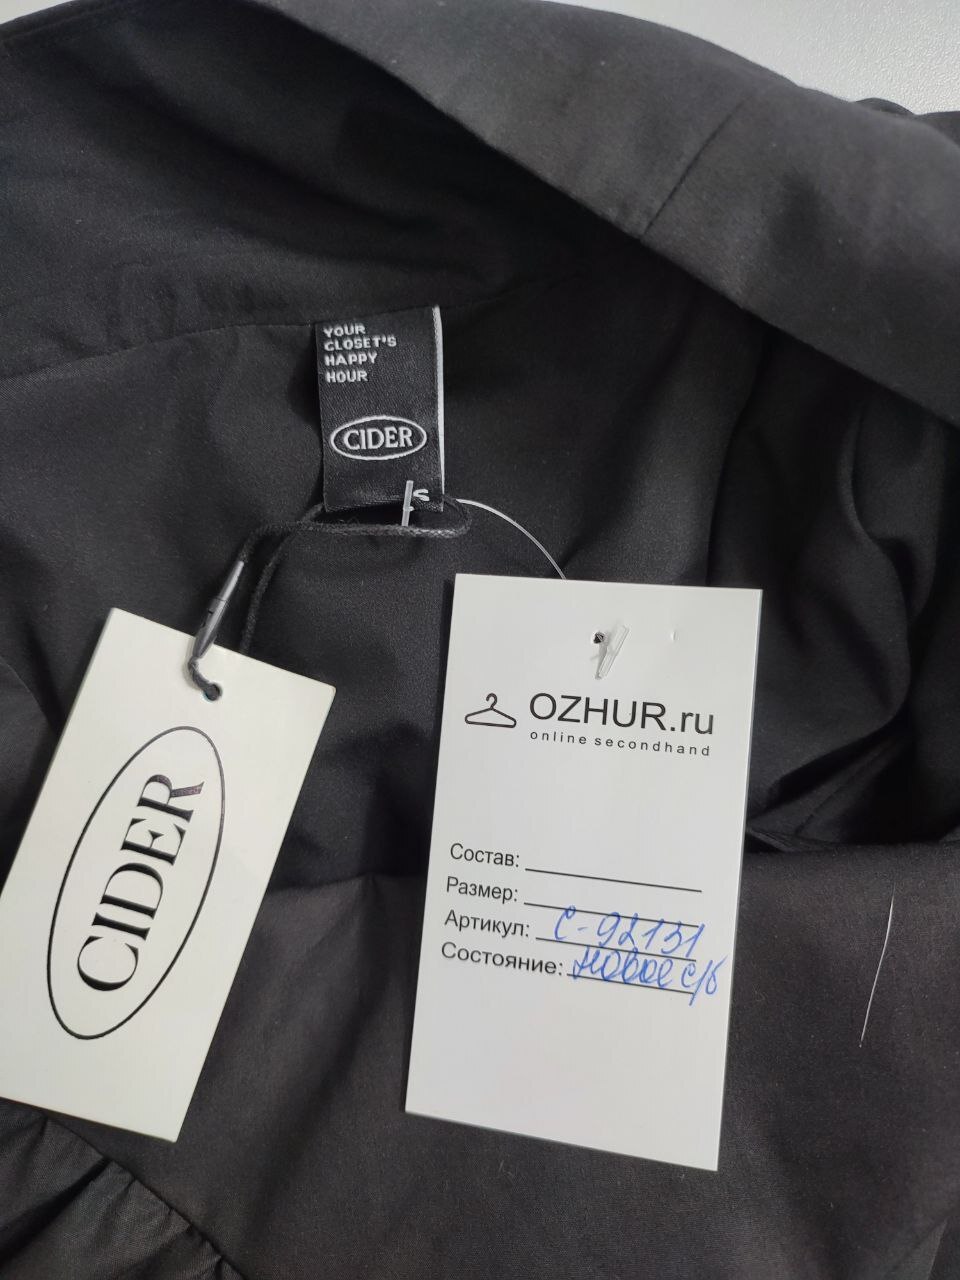 YOUR
CLOSET'S
HAPPY
HOUR
CIDER
S
CIDER
OZHUR.ru
online secondhand
Состав:
Размер:
Артикул: С-92131
Состояние: новое с/б